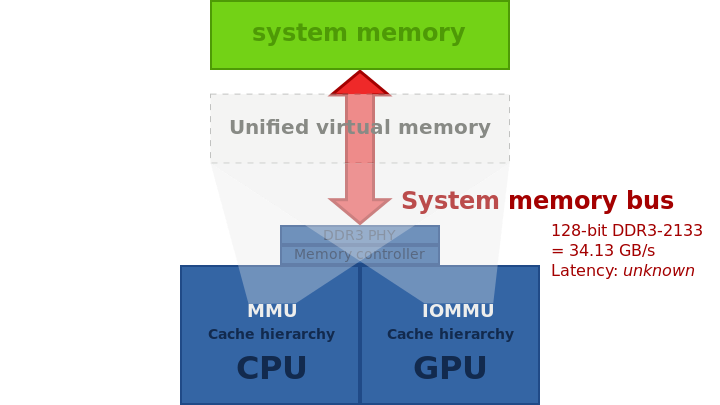 system memory
Unified virtual memory
System memory bus
128-bit DDR3-2133
= 34.13 GB/s
Latency: unknown
DDR3 PHY
Memory controller
MMU
Cache hierarchy
CPU
IOMMU
Cache hierarchy
GPU